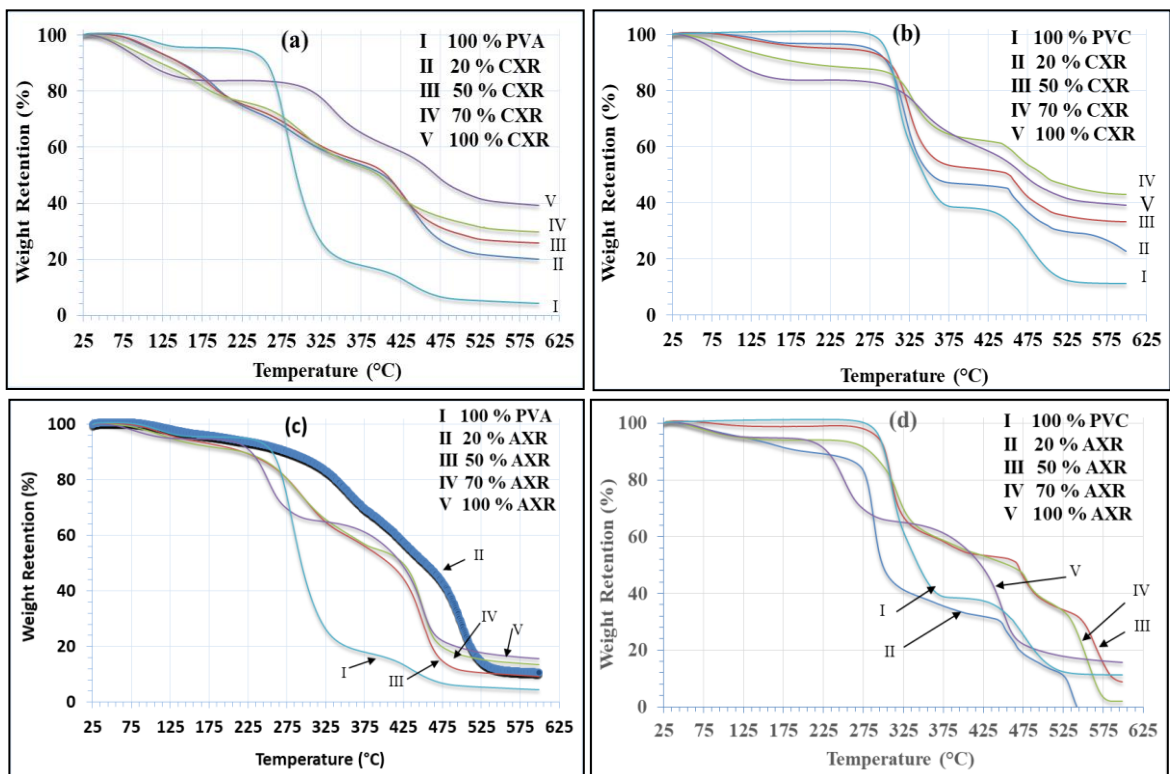 (a)
I 100 % PVA
II 20 % CXR
III 50 % CXR
IV 70 % CXR
V 100 % CXR
Weight Retention (%)
100
80
60
40
20
0
V
IV
III
II
I
25 75 125 175 225 275 325 375 425 475 525 575 625
Temperature (°C)
(b)
I 100 % PVC
II 20 % CXR
III 50 % CXR
IV 70 % CXR
V 100 % CXR
Weight Retention (%)
100
80
60
40
20
0
IV
V
III
II
I
25 75 125 175 225 275 325 375 425 475 525 575 625
Temperature (°C)
(c)
I 100 % PVA
II 20 % AXR
III 50 % AXR
IV 70 % AXR
V 100 % AXR
Weight Retention (%)
100
80
60
40
20
0
II
IV
V
I
III
25 75 125 175 225 275 325 375 425 475 525 575 625
Temperature (°C)
(d)
I 100 % PVC
II 20 % AXR
III 50 % AXR
IV 70 % AXR
V 100 % AXR
Weight Retention (%)
100
80
60
40
20
0
V
IV
I
III
II
25 75 125 175 225 275 325 375 425 475 525 575 625
Temperature (°C)